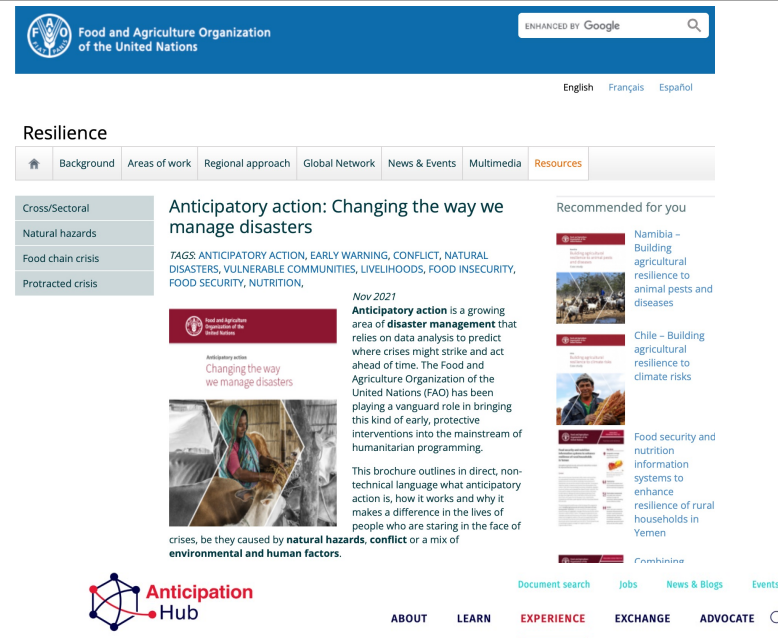 Food and Agriculture Organization
of the United Nations
ENHANCED BY Google
English Français Español
Resilience
Background Areas of work Regional approach Global Network News & Events Multimedia Resources
Cross/Sectoral
Natural hazards
Food chain crisis
Protracted crisis
Anticipatory action: Changing the way we
manage disasters
TAGS: ANTICIPATORY ACTION, EARLY WARNING, CONFLICT, NATURAL
DISASTERS, VULNERABLE COMMUNITIES, LIVELIHOODS, FOOD INSECURITY,
FOOD SECURITY, NUTRITION,
Food and Agriculture
Organization of the
United Nations
Anticipatory action
Changing the way
we manage disasters
Nov 2021
Anticipatory action is a growing
area of disaster management that
relies on data analysis to predict
where crises might strike and act
ahead of time. The Food and
Agriculture Organization of the
United Nations (FAO) has been
playing a vanguard role in bringing
this kind of early, protective
interventions into the mainstream of
humanitarian programming.
This brochure outlines in direct, non-
technical language what anticipatory
action is, how it works and why it
makes a difference in the lives of
people who are staring in the face of
crises, be they caused by natural hazards, conflict or a mix of
environmental and human factors.
Recommended for you
Namibia –
Building
agricultural
resilience to
animal pests and
diseases
Chile – Building
agricultural
resilience to
climate risks
Food security and
nutrition
information
systems to
enhance
resilience of rural
households in
Yemen
Combining
Anticipation
Hub
Document search Jobs News & Blogs Events
ABOUT LEARN EXPERIENCE EXCHANGE ADVOCATE